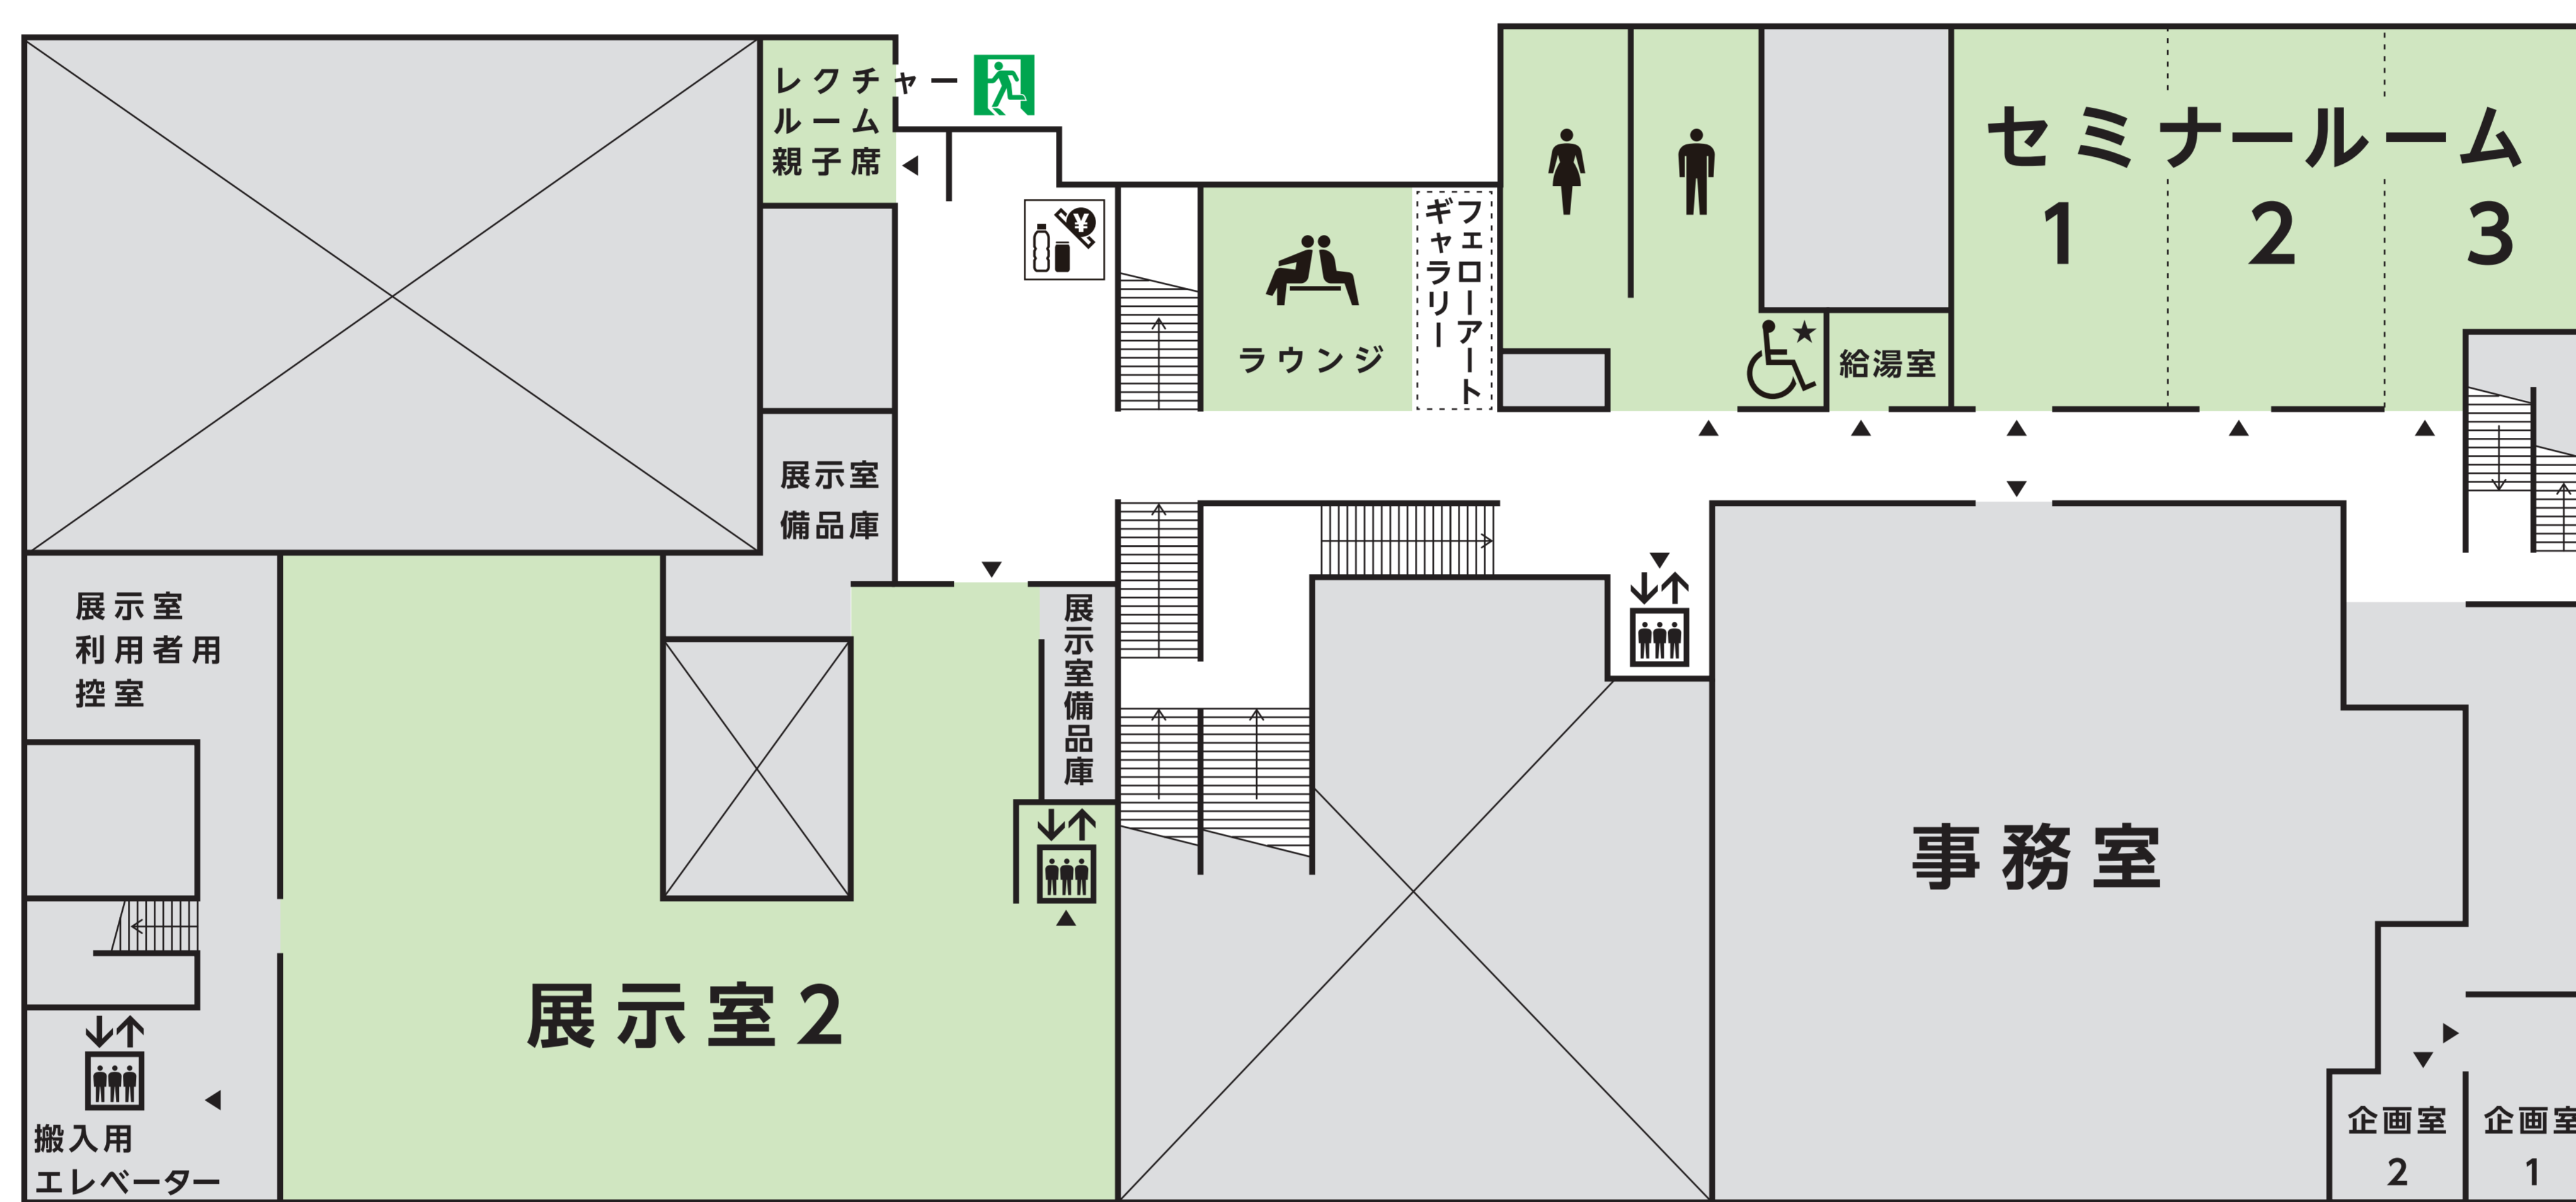 レクチャー
ルーム
親子席
¥
ラウンジ
フェローアート
ギャラリー
★
給湯室
セミナールーム
1
2
3
展示室
備品庫
展示室
利用者用
控室
展示室備品庫
展示室2
搬入用
エレベーター
事務室
企画室
2
企画室
1